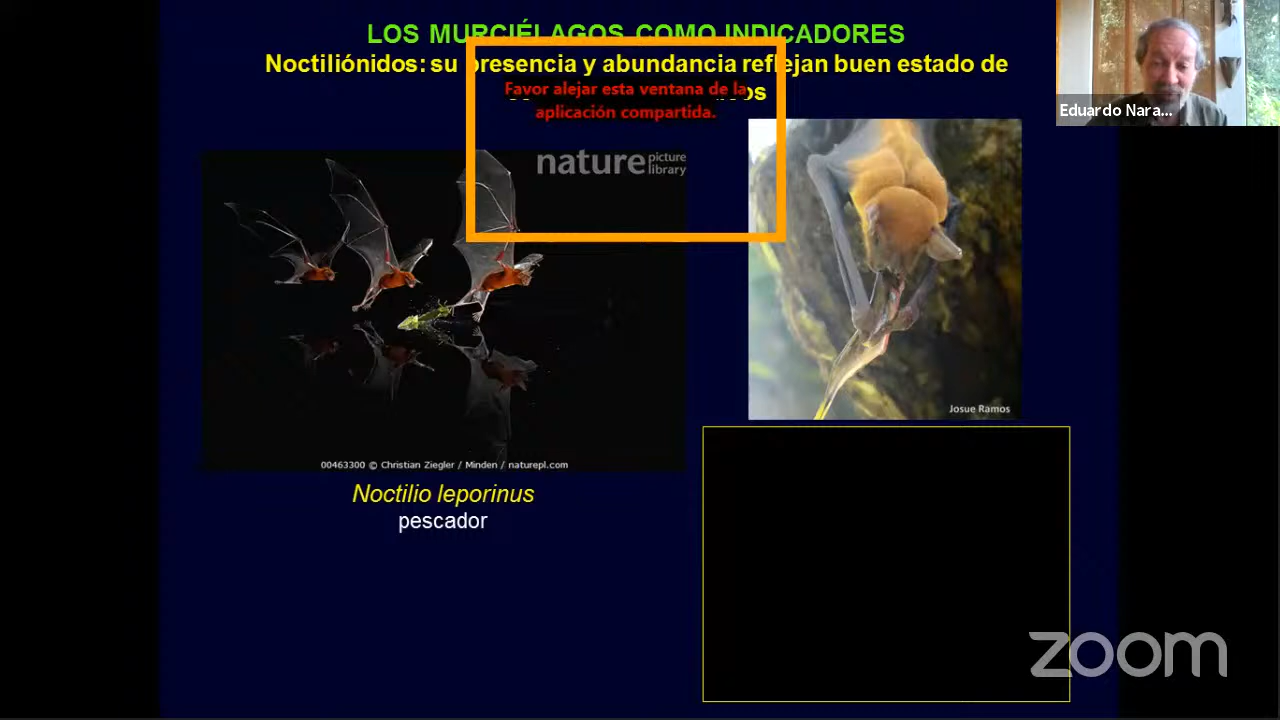 LOS MURCIÉLAGOS COMO INDICADORES
Noctiliónidos: su presencia y abundancia reflejan buen estado de
Favor alejar esta ventana de la
aplicación compartida.
nature picture library
Eduardo Nara...
Josue Ramos
00463300 © Christian Ziegler / Minden / naturepl.com
Noctilio leporinus
pescador
zoom